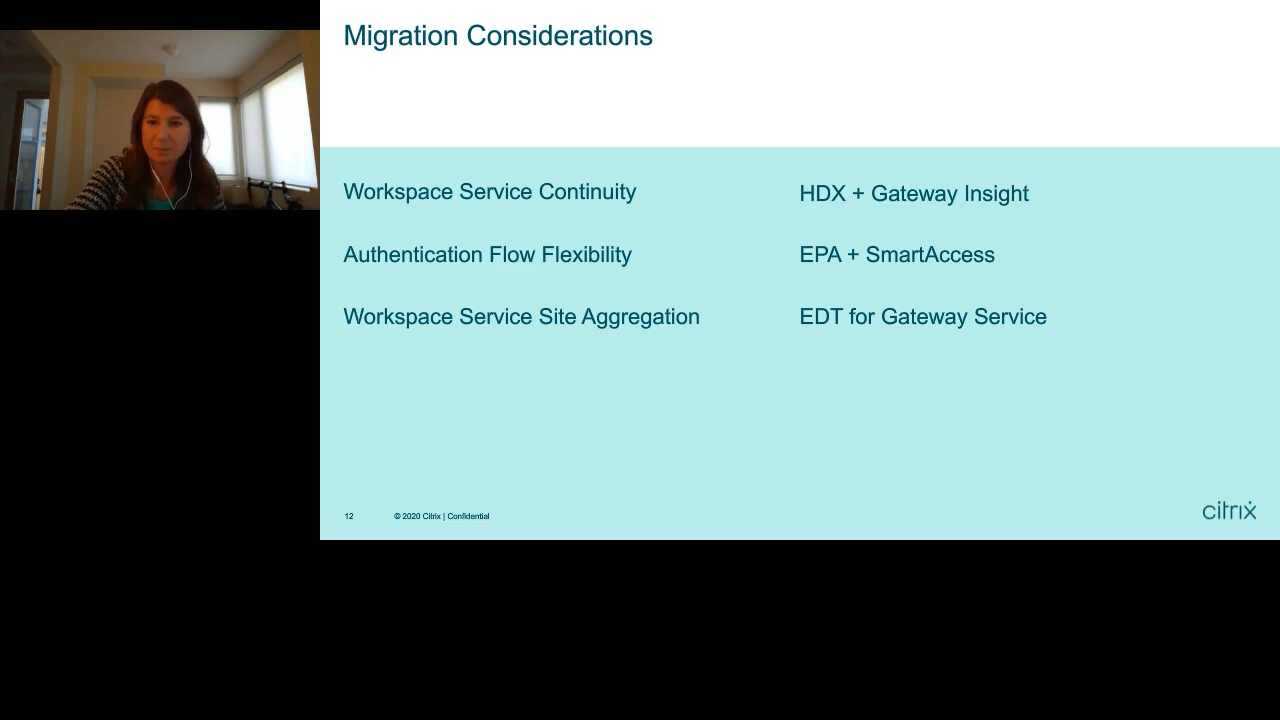 Migration Considerations
Workspace Service Continuity
HDX + Gateway Insight
Authentication Flow Flexibility
EPA + SmartAccess
Workspace Service Site Aggregation
EDT for Gateway Service
12
© 2020 Citrix | Confidential
citrix